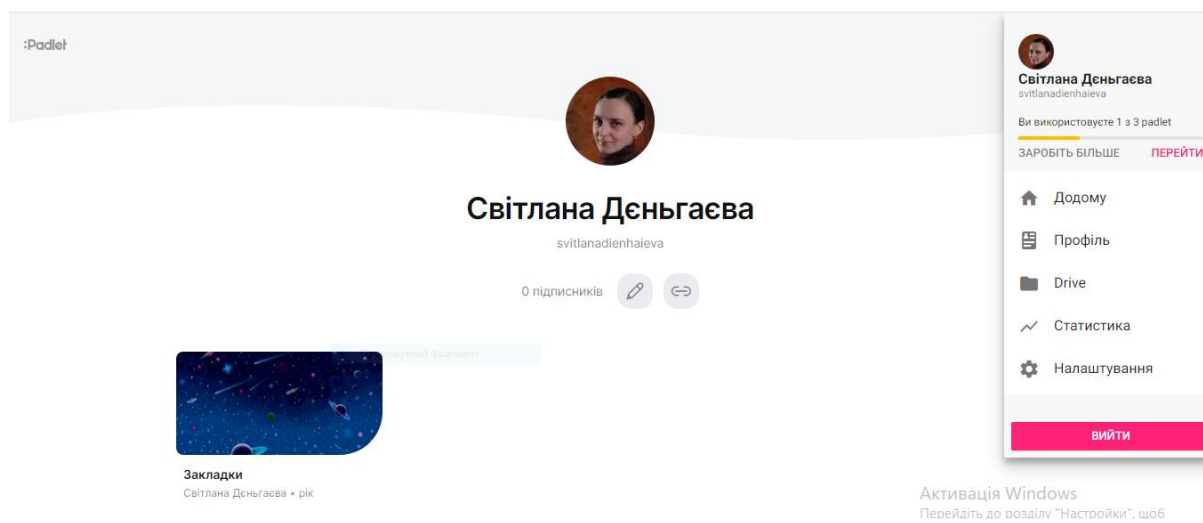 :Padlet
Світлана Дєньгаєва
svitlanadienhaieva
0 підписників
Закладки
Світлана Дєньгаєва • рік
Світлана Дєньгаєва
svitlanadienhaieva
Ви використовуєте 1 з 3 padlet
ЗАРОБІТЬ БІЛЬШЕ ПЕРЕЙТИ
Додому
Профіль
Drive
Статистика
Налаштування
ВИЙТИ
Активація Windows
Перейдіть до розділу "Настройки", щоб